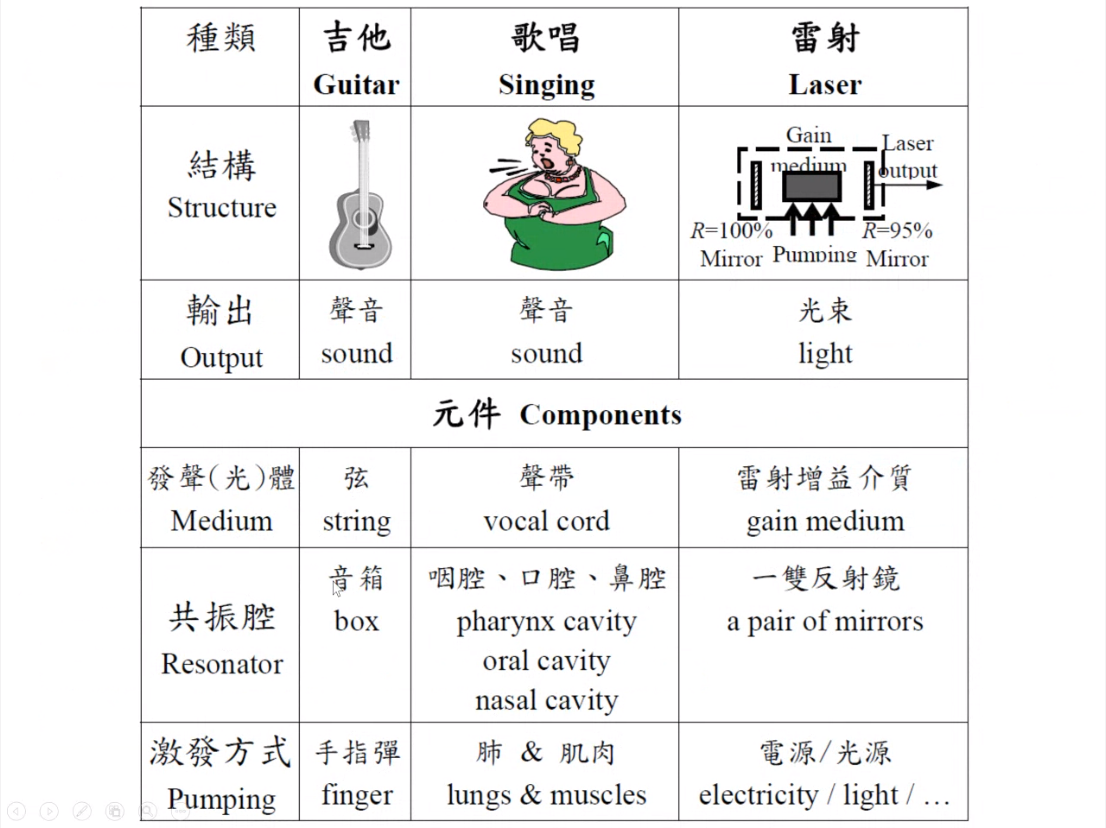 種類
吉他
Guitar
歌唱
Singing
雷射
Laser
結構
Structure
Gain
medium
Laser
output
R=100%
Mirror
Pumping
R=95%
Mirror
輸出
Output
聲音
sound
聲音
sound
光束
light
元件 Components
發聲(光)體
Medium
弦
string
聲帶
vocal cord
雷射增益介質
gain medium
共振腔
Resonator
音箱
box
咽腔、口腔、鼻腔
pharynx cavity
oral cavity
nasal cavity
一雙反射鏡
a pair of mirrors
激發方式
Pumping
手指彈
finger
肺 & 肌肉
lungs & muscles
電源/光源
electricity / light / …